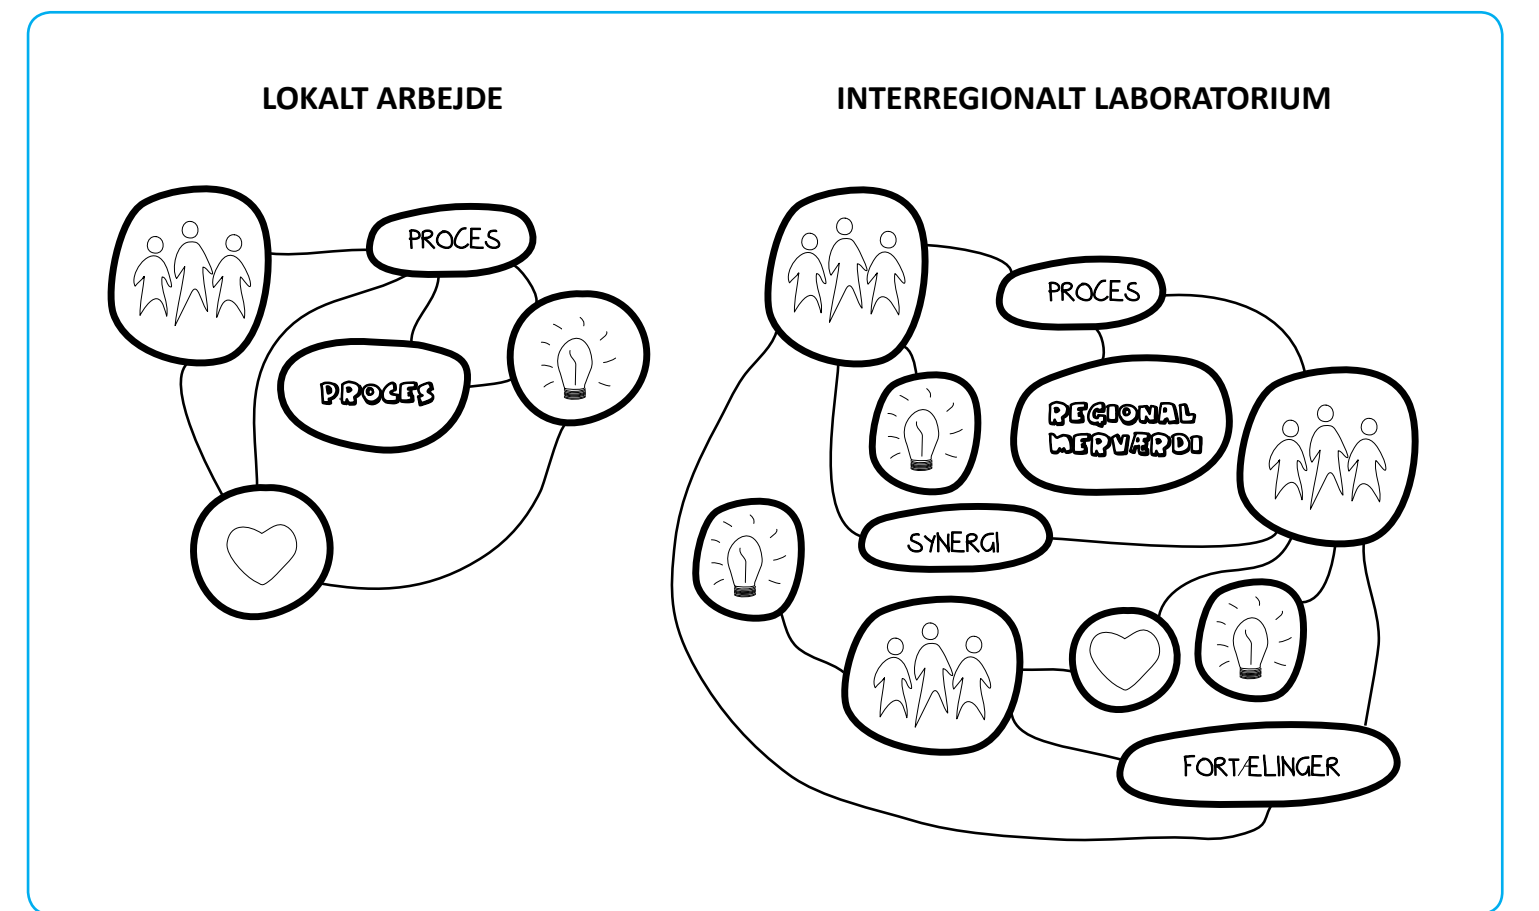 LOKALT ARBEJDE
PROCES
PROCES
INTERREGIONALT LABORATORIUM
PROCES
REGIONAL
MERVÆRDI
SYNERGI
FORTÆLINGER